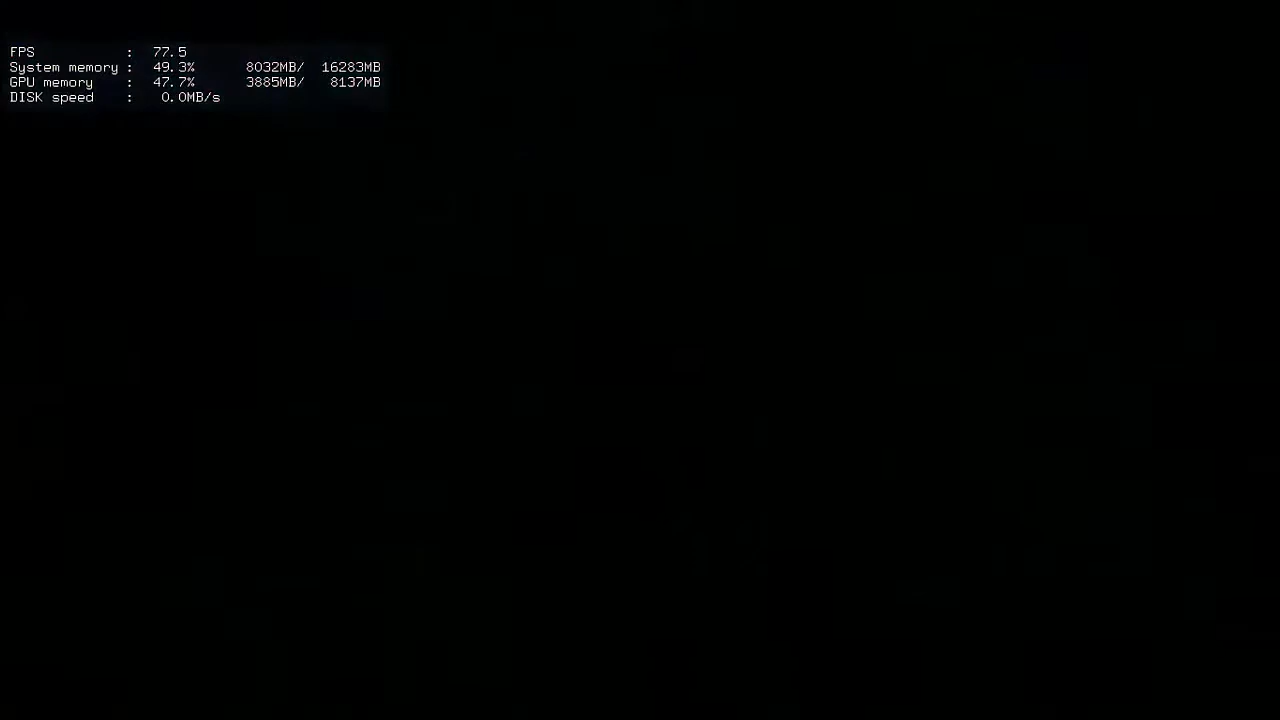 FPS : 77.5
System memory : 49.3% 8032MB/ 16283MB
GPU memory : 47.7% 3885MB/ 8137MB
DISK speed : 0.0MB/s